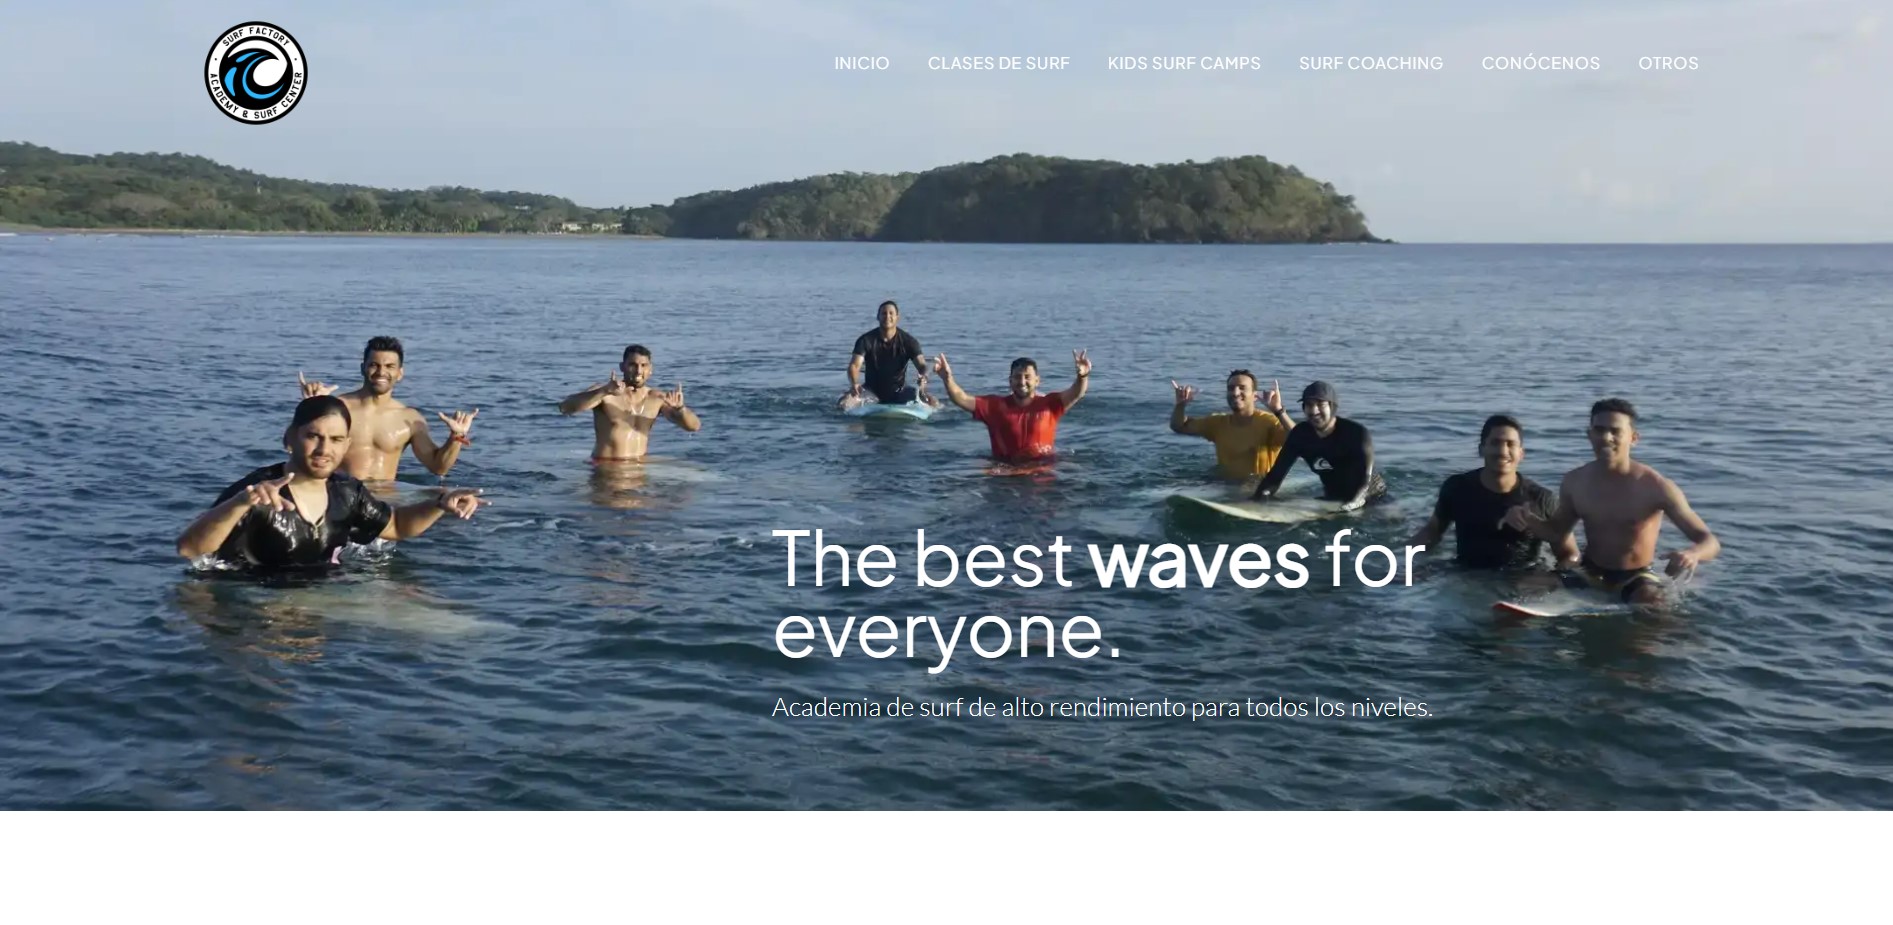 SURF FACTORY
ACADEMY & SURF CENTER
INICIO CLASES DE SURF KIDS SURF CAMPS SURF COACHING CONÓCENOS OTROS
The best waves for
everyone.
Academia de surf de alto rendimiento para todos los niveles.